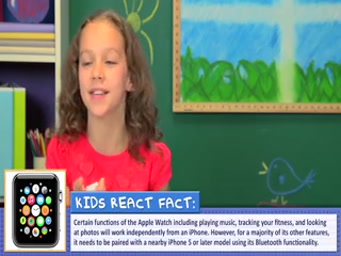 KIDS REACT FACT:
Certain functions of the Apple Watch including playing music, tracking your fitness, and looking
at photos will work independently from an iPhone. However, for a majority of its other features,
it needs to be paired with a nearby iPhone 5 or later model using its Bluetooth functionality.